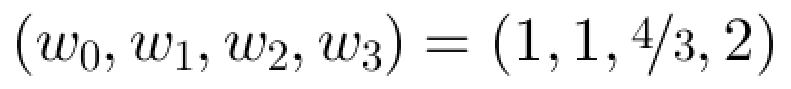 (w₀, w₁, w₂, w₃) = (1, 1, 4/3, 2)